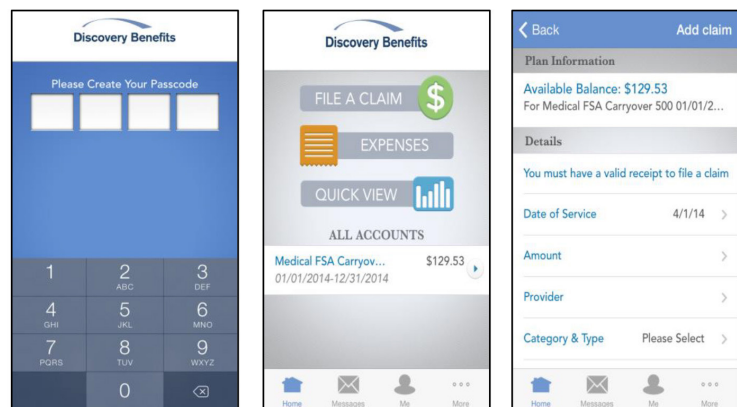 Discovery Benefits
Please Create Your Passcode
1
2
ABC
3
DEF
4
GHI
5
JKL
6
MNO
7
PQRS
8
TUV
9
WXYZ
0
Discovery Benefits
FILE A CLAIM $
EXPENSES
QUICK VIEW
ALL ACCOUNTS
Medical FSA Carryov... $129.53
01/01/2014-12/31/2014
Home Messages Me More
Back Add claim
Plan Information
Available Balance: $129.53
For Medical FSA Carryover 500 01/01/2...
Details
You must have a valid receipt to file a claim
Date of Service 4/1/14
Amount
Provider
Category & Type Please Select
Home Messages Me More